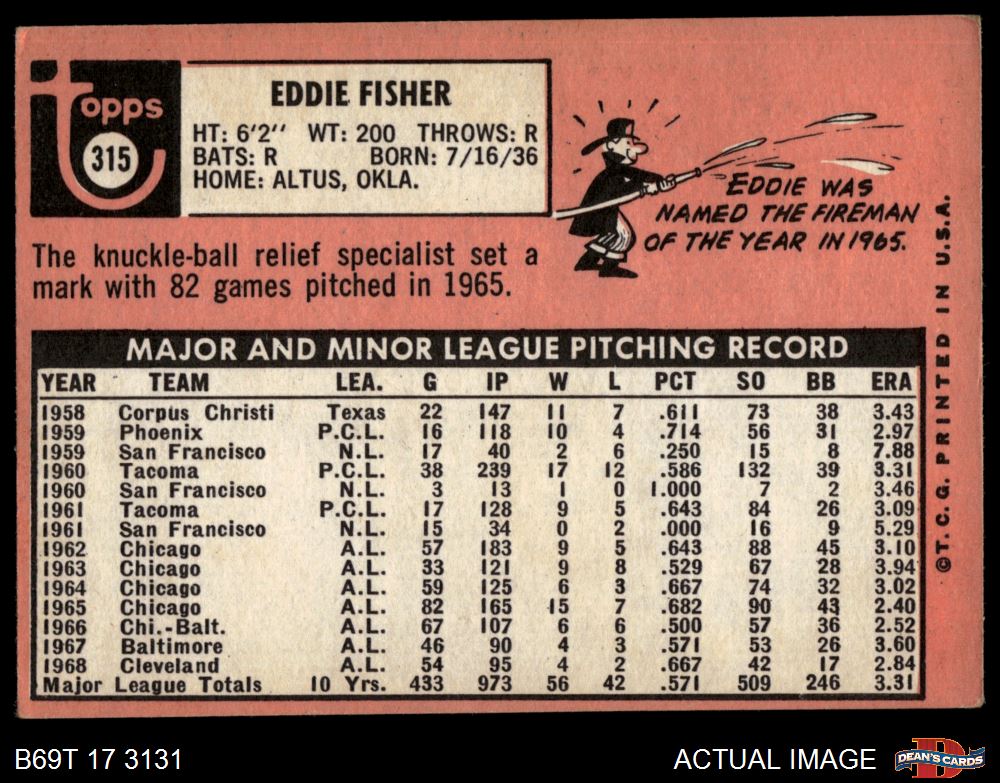 Topps
315
EDDIE FISHER
HT: 6'2" WT: 200 THROWS: R
BATS: R BORN: 7/16/36
HOME: ALTUS, OKLA.
EDDIE WAS
NAMED THE FIREMAN
OF THE YEAR IN 1965.
The knuckle-ball relief specialist set a
mark with 82 games pitched in 1965.
MAJOR AND MINOR LEAGUE PITCHING RECORD
YEAR TEAM LEA. G IP W L PCT SO BB ERA
1958 Corpus Christi Texas 22 147 11 7 .611 73 38 3.43
1959 Phoenix P.C.L. 16 118 10 4 .714 56 31 2.97
1959 San Francisco N.L. 17 40 2 6 .250 15 8 7.88
1960 Tacoma P.C.L. 38 239 17 12 .586 132 39 3.31
1960 San Francisco N.L. 3 13 1 0 1.000 7 2 3.46
1961 Tacoma P.C.L. 17 128 9 5 .643 84 26 3.09
1961 San Francisco N.L. 15 34 0 2 .000 16 9 5.29
1962 Chicago A.L. 57 183 9 5 .643 88 45 3.10
1963 Chicago A.L. 33 121 9 8 .529 67 28 3.94
1964 Chicago A.L. 59 125 6 3 .667 74 32 3.02
1965 Chicago A.L. 82 165 15 7 .682 90 43 2.40
1966 Chi.-Balt. A.L. 67 107 6 6 .500 57 36 2.52
1967 Baltimore A.L. 46 90 4 3 .571 53 26 3.60
1968 Cleveland A.L. 54 95 4 2 .667 42 17 2.84
Major League Totals 10 Yrs. 433 973 56 42 .571 509 246 3.31
©T.C.G. PRINTED IN U.S.A.
B69T 17 3131
ACTUAL IMAGE
D
DEAN'S CARDS